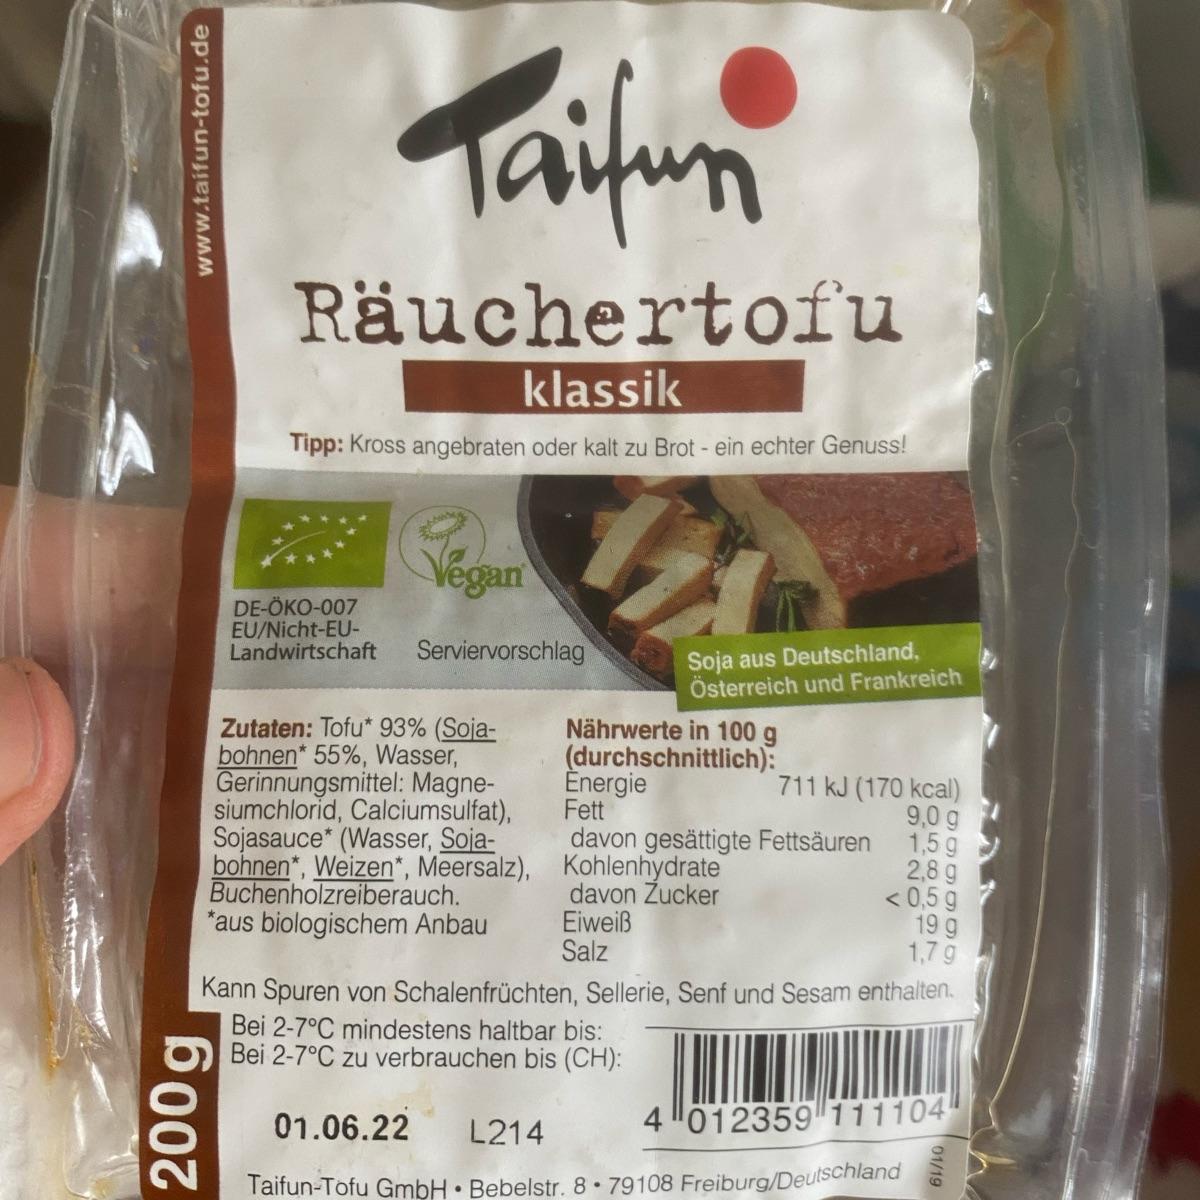 www.taifun-tofu.de
Taifun
Räuchertofu
klassik
Tipp: Kross angebraten oder kalt zu Brot - ein echter Genuss!
Vegan
DE-ÖKO-007
EU/Nicht-EU-
Landwirtschaft
Serviervorschlag
Soja aus Deutschland,
Österreich und Frankreich
Zutaten: Tofu* 93% (Soja-
bohnen* 55%, Wasser,
Gerinnungsmittel: Magne-
siumchlorid, Calciumsulfat),
Sojasauce* (Wasser, Soja-
bohnen*, Weizen*, Meersalz),
Buchenholzreiberauch.
*aus biologischem Anbau
Nährwerte in 100 g
(durchschnittlich):
Energie 711 kJ (170 kcal)
Fett 9,0 g
davon gesättigte Fettsäuren 1,5 g
Kohlenhydrate 2,8 g
davon Zucker < 0,5 g
Eiweiß 19 g
Salz 1,7 g
Kann Spuren von Schalenfrüchten, Sellerie, Senf und Sesam enthalten.
200g
Bei 2-7°C mindestens haltbar bis:
Bei 2-7°C zu verbrauchen bis (CH):
01.06.22 L214
4 012359 111104
01/19
Taifun-Tofu GmbH • Bebelstr. 8 • 79108 Freiburg/Deutschland